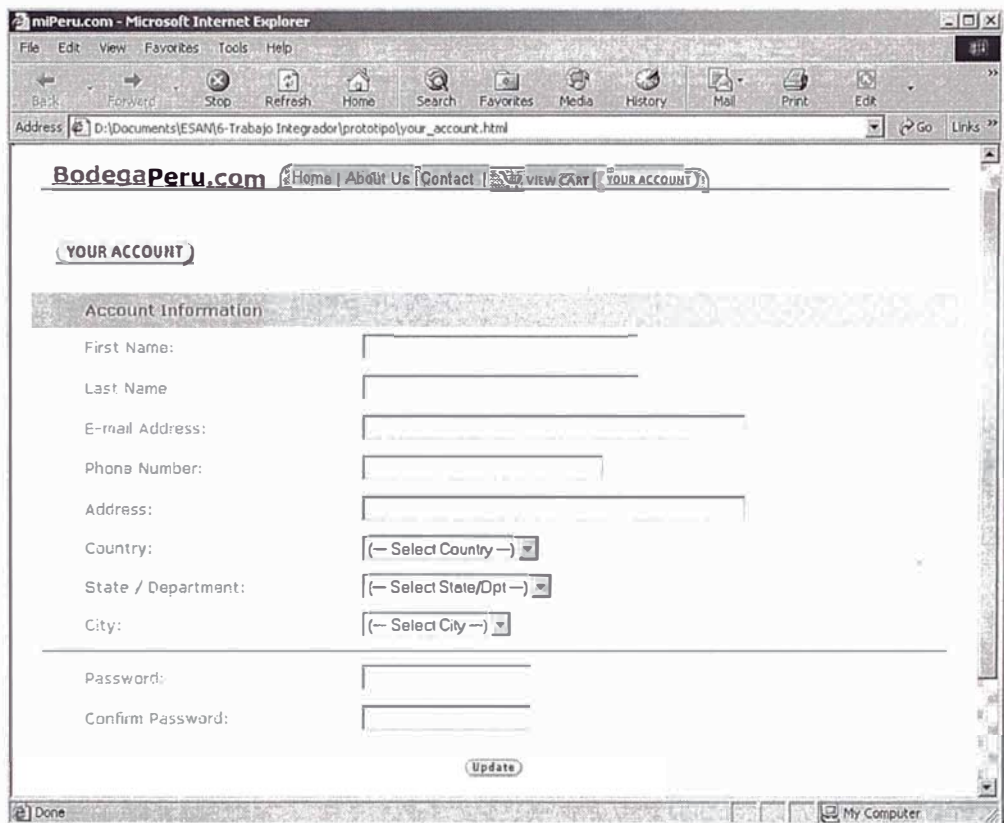 miPeru.com - Microsoft Internet Explorer
File Edit View Favorites Tools Help
Back Forward Stop Refresh Home Search Favorites Media History Mail Print Edit »
Address D:\Documents\ESAN\6-Trabajo Integrador\prototipo\your_account.html Go Links »
BodegaPeru.com Home | About Us | Contact | VIEW CART | YOUR ACCOUNT
YOUR ACCOUNT
Account Information
First Name:
Last Name
E-mail Address:
Phone Number:
Address:
Country: (--- Select Country ---)
State / Department: (--- Select State/Dpt ---)
City: (--- Select City ---)
Password:
Confirm Password:
Update
Done My Computer